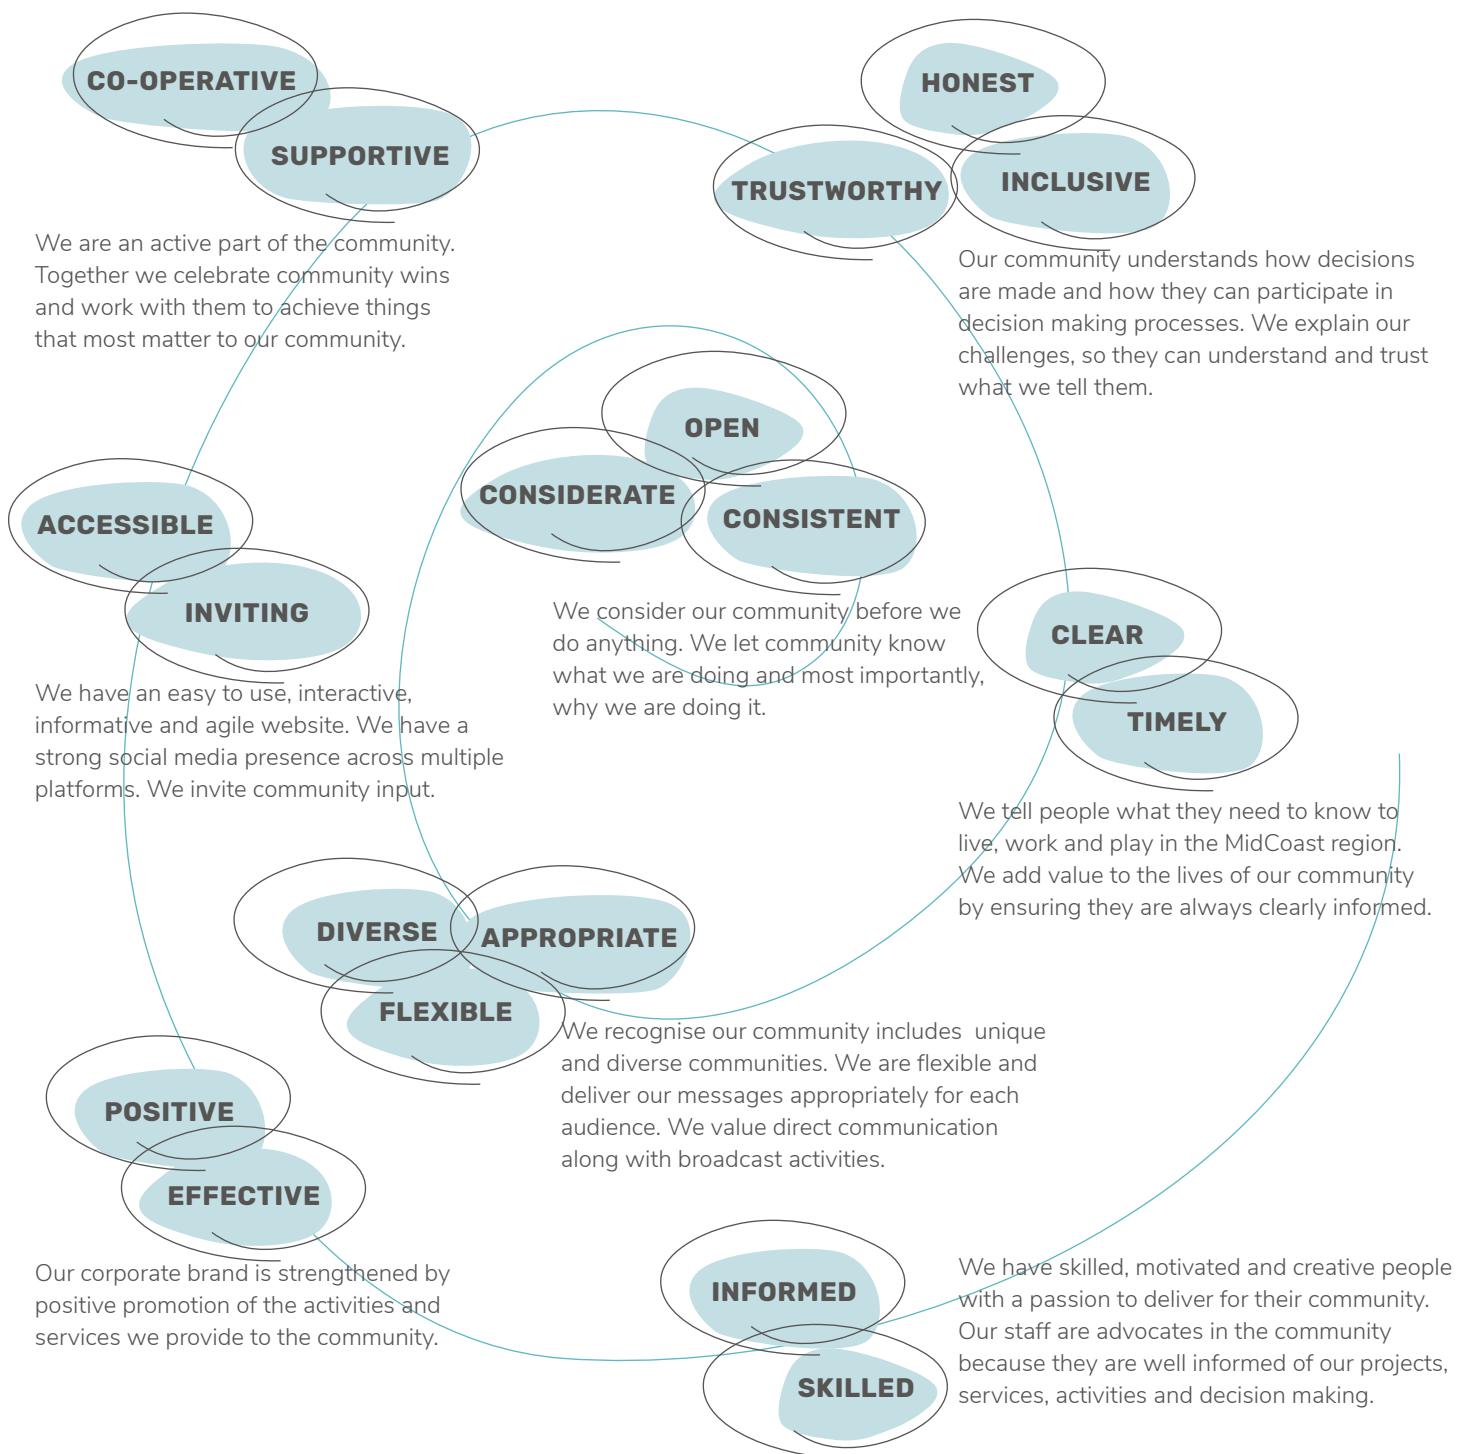 CO-OPERATIVE
SUPPORTIVE
We are an active part of the community.
Together we celebrate community wins
and work with them to achieve things
that most matter to our community.
HONEST
TRUSTWORTHY
INCLUSIVE
Our community understands how decisions
are made and how they can participate in
decision making processes. We explain our
challenges, so they can understand and trust
what we tell them.
OPEN
CONSIDERATE
CONSISTENT
We consider our community before we
do anything. We let community know
what we are doing and most importantly,
why we are doing it.
ACCESSIBLE
INVITING
We have an easy to use, interactive,
informative and agile website. We have a
strong social media presence across multiple
platforms. We invite community input.
CLEAR
TIMELY
We tell people what they need to know to
live, work and play in the MidCoast region.
We add value to the lives of our community
by ensuring they are always clearly informed.
DIVERSE
APPROPRIATE
FLEXIBLE
We recognise our community includes  unique
and diverse communities. We are flexible and
deliver our messages appropriately for each
audience. We value direct communication
along with broadcast activities.
POSITIVE
EFFECTIVE
Our corporate brand is strengthened by
positive promotion of the activities and
services we provide to the community.
INFORMED
SKILLED
We have skilled, motivated and creative people
with a passion to deliver for their community.
Our staff are advocates in the community
because they are well informed of our projects,
services, activities and decision making.